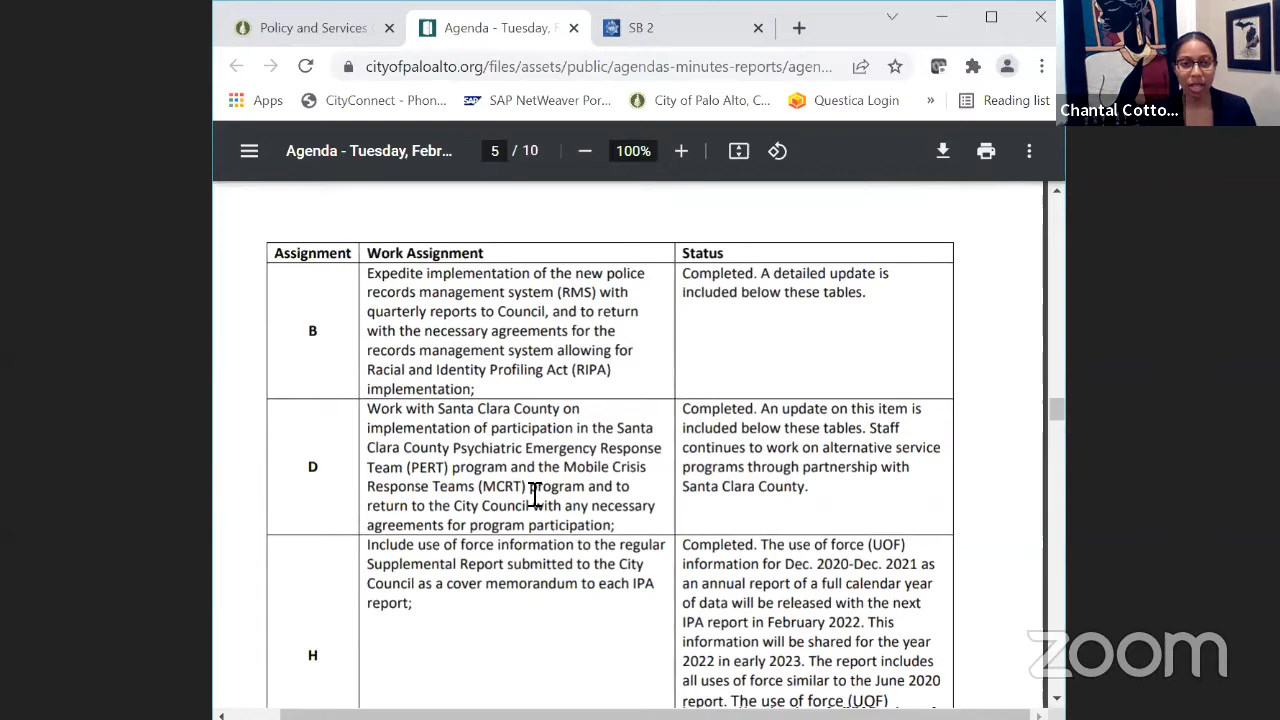 Policy and Services
Agenda - Tuesday, F
SB 2
cityofpaloalto.org/file/assets/public/agendas-minutes-reports/agen...
Apps
CityConnect - Phon...
SAP NetWeaver Por...
City of Palo Alto, C...
Questica Login
»
Reading list
Chantal Cotto...
Agenda - Tuesday, Febr...
5 / 10
100%
Assignment Work Assignment Status
B
Expedite implementation of the new police
records management system (RMS) with
quarterly reports to Council, and to return
with the necessary agreements for the
records management system allowing for
Racial and Identity Profiling Act (RIPA)
implementation;
Completed. A detailed update is
included below these tables.
D
Work with Santa Clara County on
implementation of participation in the Santa
Clara County Psychiatric Emergency Response
Team (PERT) program and the Mobile Crisis
Response Teams (MCRT) program and to
return to the City Council with any necessary
agreements for program participation;
Completed. An update on this item is
included below these tables. Staff
continues to work on alternative service
programs through partnership with
Santa Clara County.
H
Include use of force information to the regular
Supplemental Report submitted to the City
Council as a cover memorandum to each IPA
report;
Completed. The use of force (UOF)
information for Dec. 2020-Dec. 2021 as
an annual report of a full calendar year
of data will be released with the next
IPA report in February 2022. This
information will be shared for the year
2022 in early 2023. The report includes
all uses of force similar to the June 2020
report. The use of force (UOF)
zoom